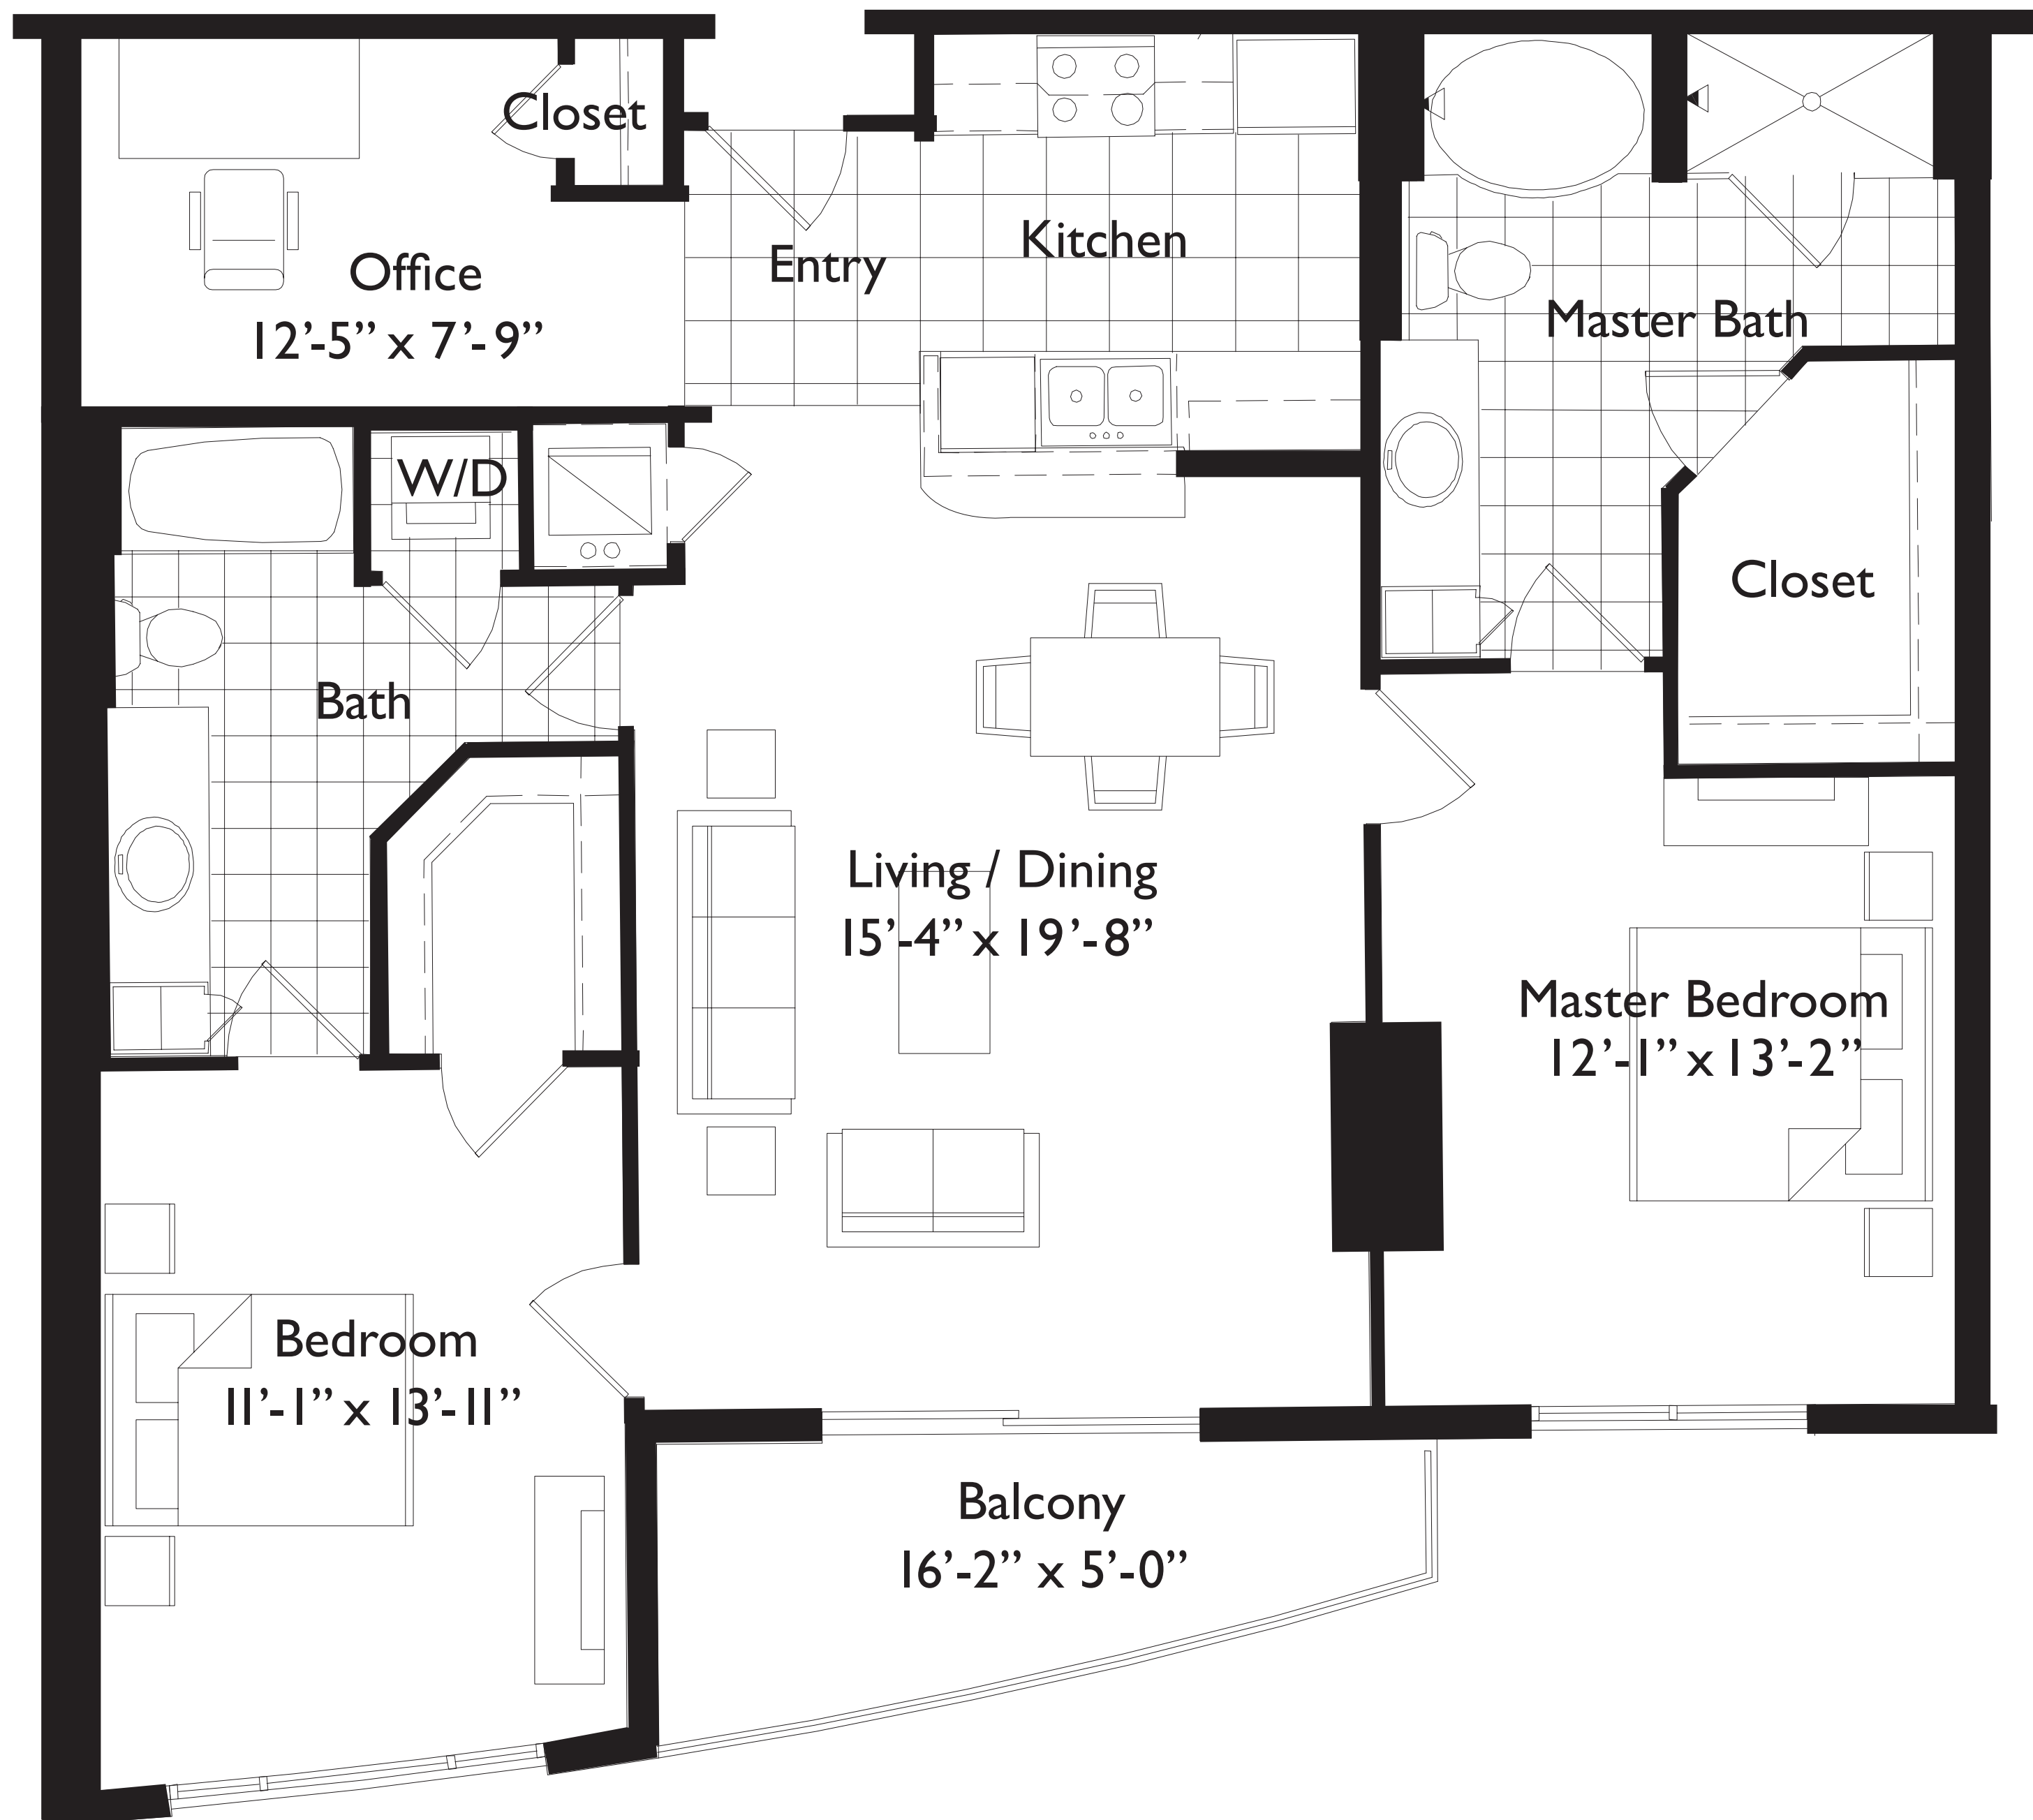 Closet
Office
12'-5" x 7'-9"
Entry
Kitchen
Master Bath
W/D
Closet
Bath
Living / Dining
15'-4" x 19'-8"
Master Bedroom
12'-1" x 13'-2"
Bedroom
11'-1" x 13'-11"
Balcony
16'-2" x 5'-0"